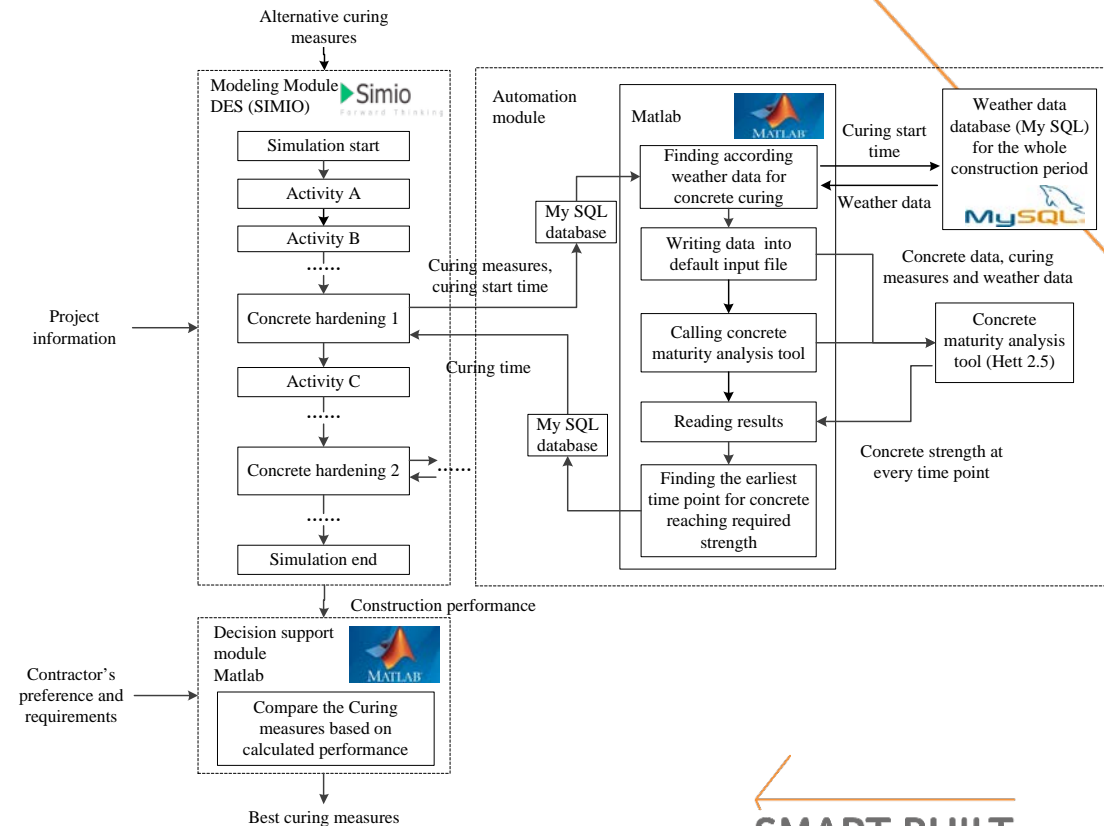 Alternative curing
measures
Modeling Module
DES (SIMIO)
Simio
Forward Thinking
Simulation start
Activity A
Activity B
......
Concrete hardening 1
Activity C
......
Concrete hardening 2
......
......
Simulation end
Project
information
Curing measures,
curing start time
Curing time
Automation
module
My SQL
database
My SQL
database
Matlab
MATLAB
Finding according
weather data for
concrete curing
Writing data into
default input file
Calling concrete
maturity analysis tool
Reading results
Finding the earliest
time point for concrete
reaching required
strength
Curing start
time
Weather data
Weather data
database (My SQL)
for the whole
construction period
MySQL
Concrete data, curing
measures and weather data
Concrete
maturity analysis
tool (Hett 2.5)
Concrete strength at
every time point
Construction performance
Decision support
module
Matlab
MATLAB
Compare the Curing
measures based on
calculated performance
Contractor’s
preference and
requirements
Best curing measures
SMART BUILT